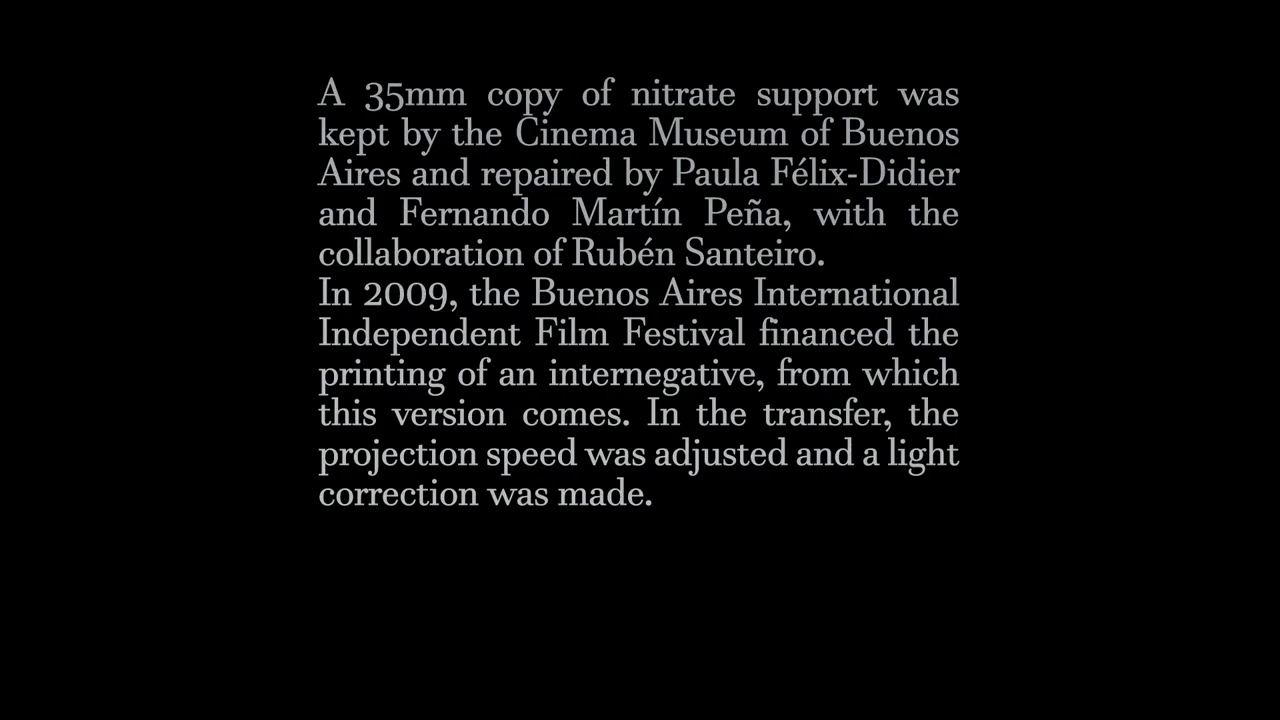 A 35mm copy of nitrate support was
kept by the Cinema Museum of Buenos
Aires and repaired by Paula Félix-Didier
and Fernando Martín Peña, with the
collaboration of Rubén Santeiro.
In 2009, the Buenos Aires International
Independent Film Festival financed the
printing of an internegative, from which
this version comes. In the transfer, the
projection speed was adjusted and a light
correction was made.